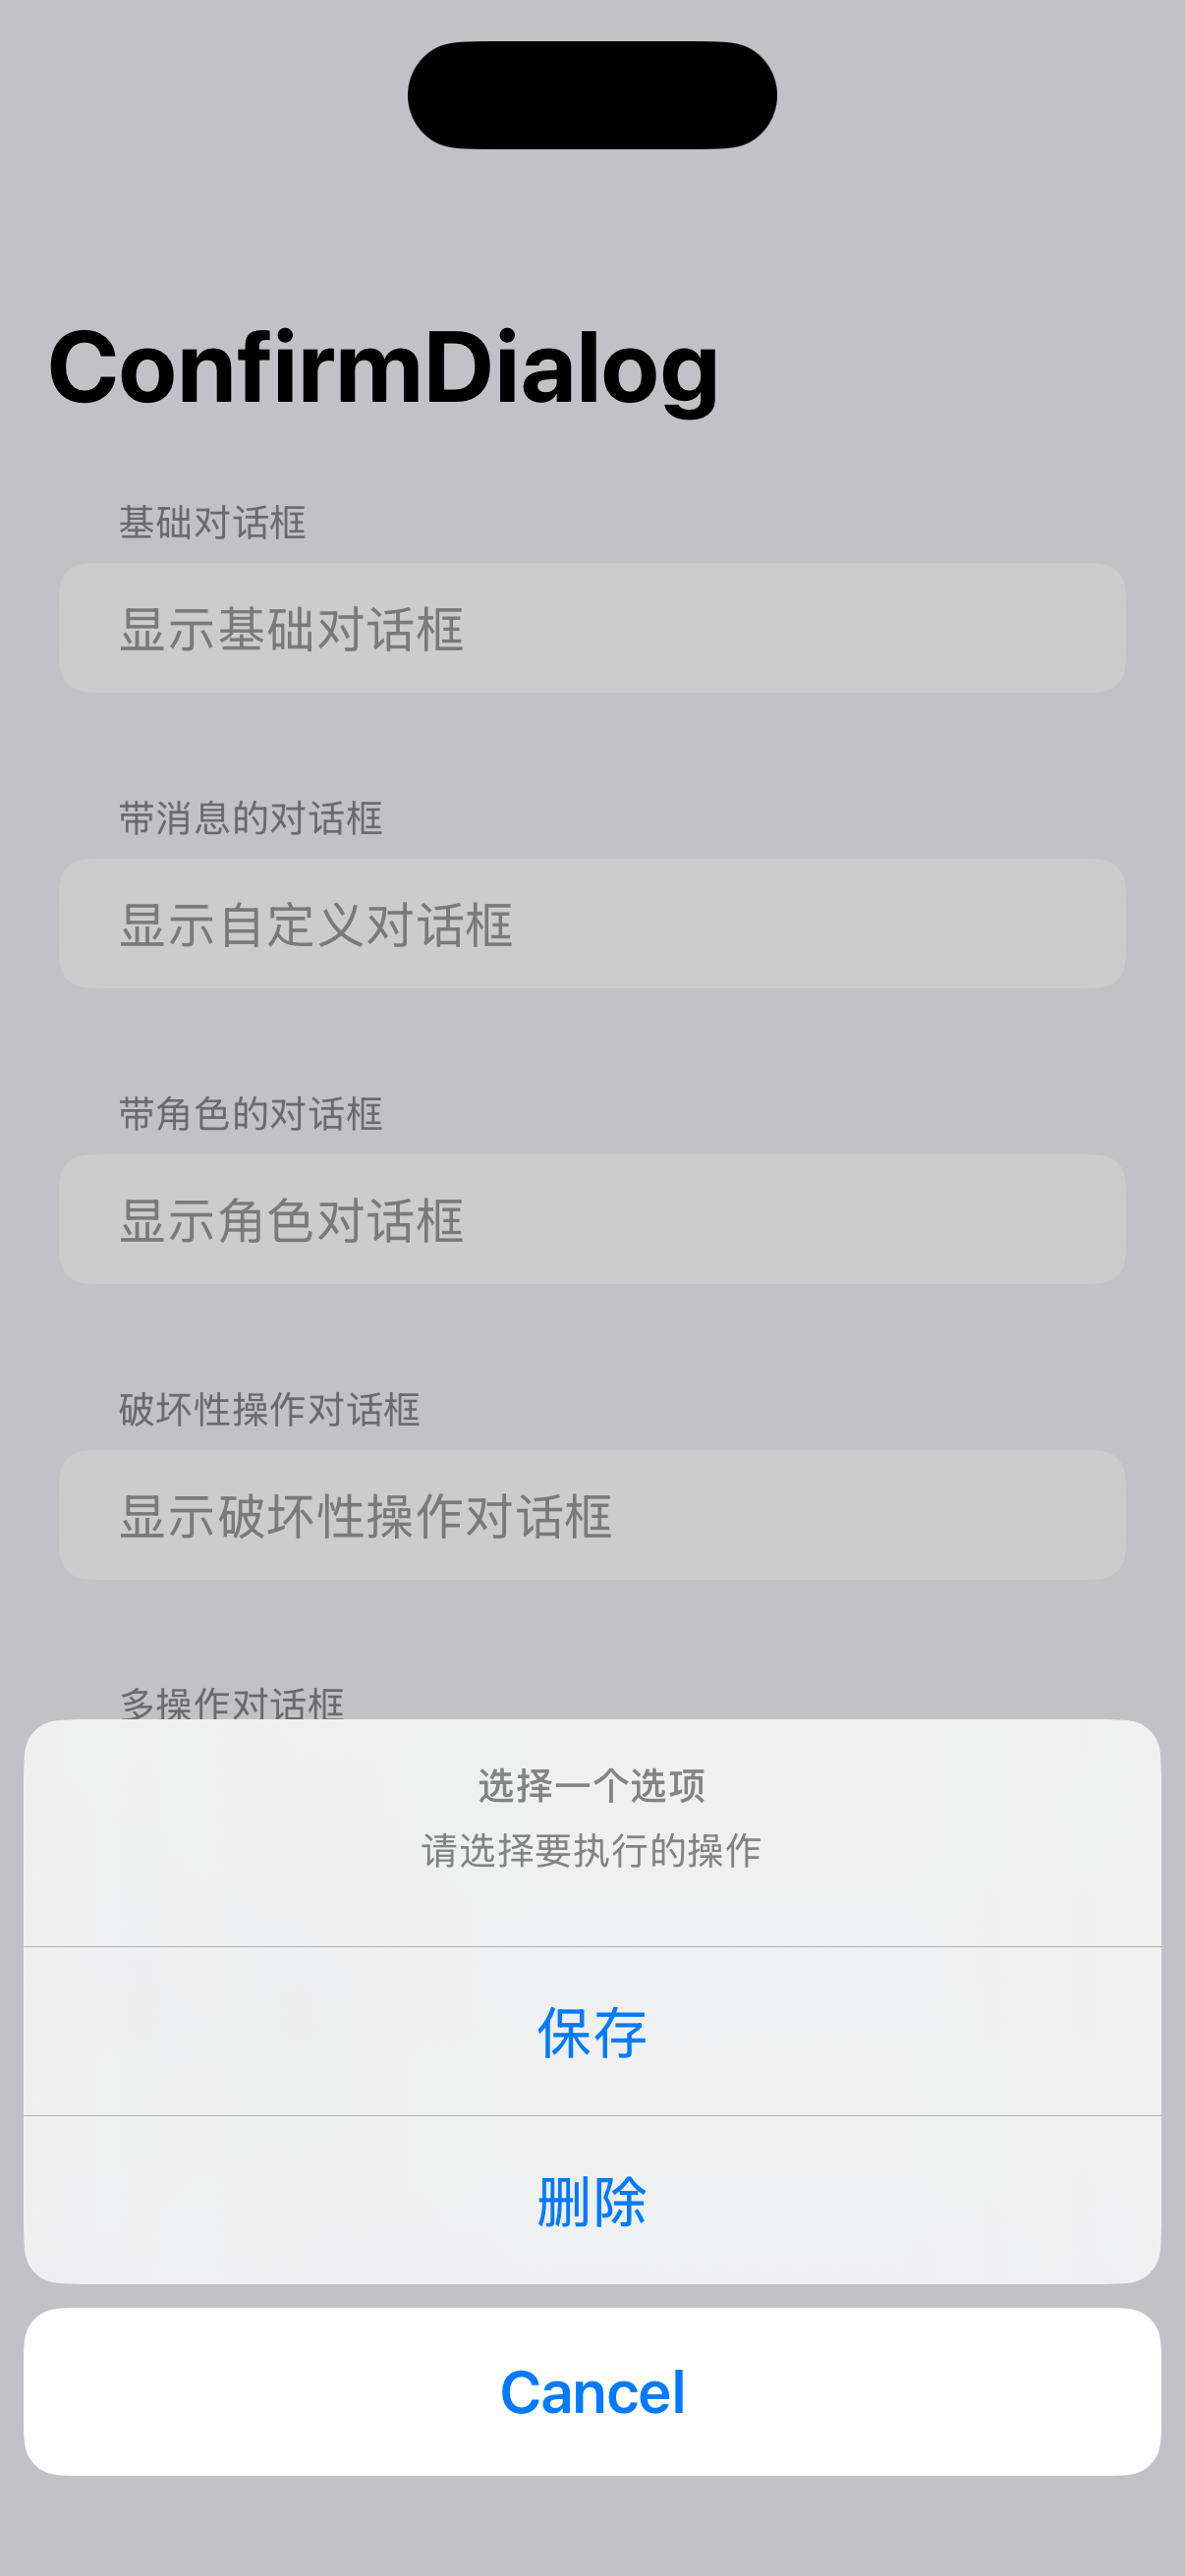 ConfirmDialog
基础对话框
显示基础对话框
带消息的对话框
显示自定义对话框
带角色的对话框
显示角色对话框
破坏性操作对话框
显示破坏性操作对话框
多操作对话框
选择一个选项
请选择要执行的操作
保存
删除
Cancel